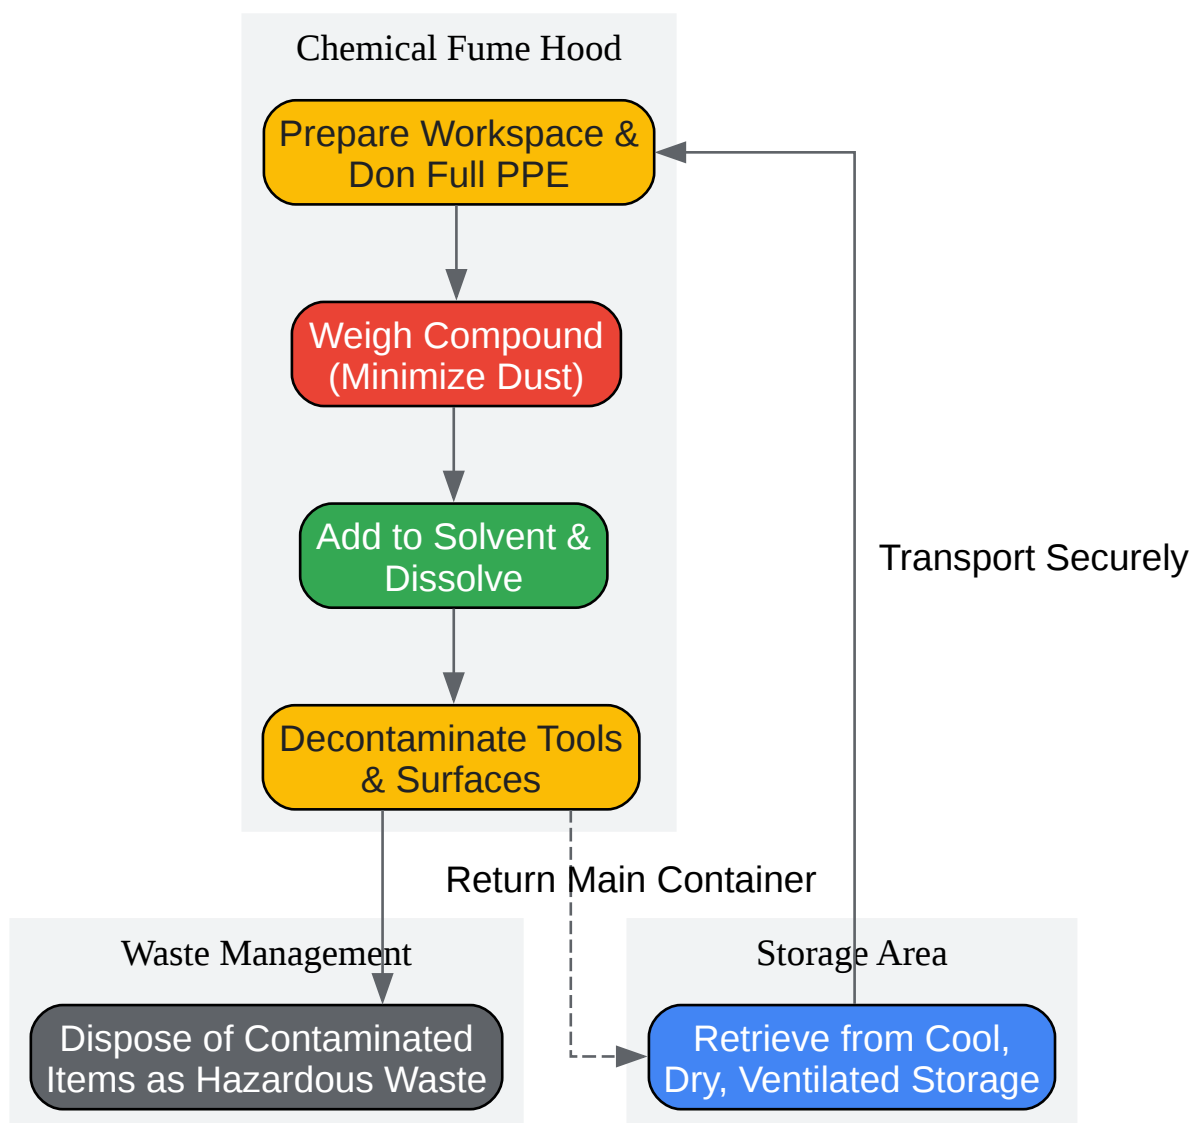 Chemical Fume Hood
Prepare Workspace &
Don Full PPE
Weigh Compound
(Minimize Dust)
Add to Solvent &
Dissolve
Transport Securely
Decontaminate Tools
& Surfaces
Return Main Container
Waste Management
Dispose of Contaminated
Items as Hazardous Waste
Storage Area
Retrieve from Cool,
Dry, Ventilated Storage